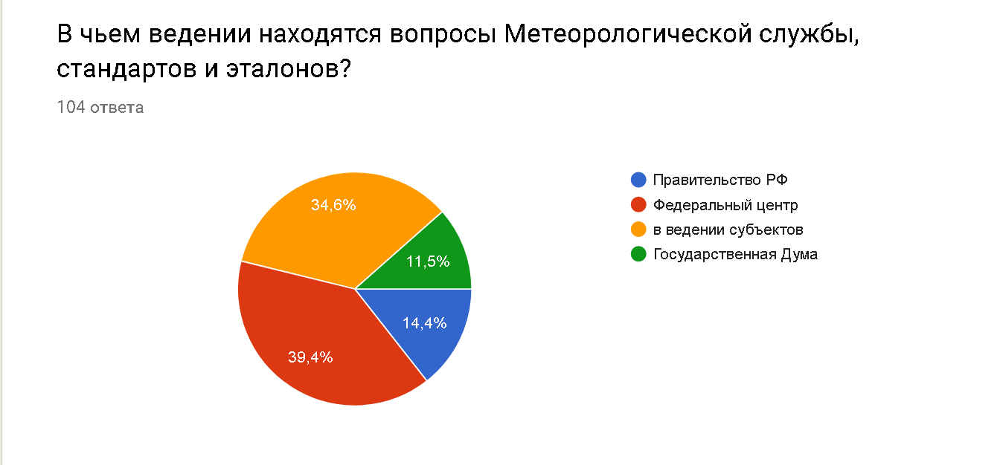 В чьем ведении находятся вопросы Метеорологической службы,
стандартов и эталонов?
104 ответа
34,6%
11,5%
14,4%
39,4%
Правительство РФ
Федеральный центр
в ведении субъектов
Государственная Дума